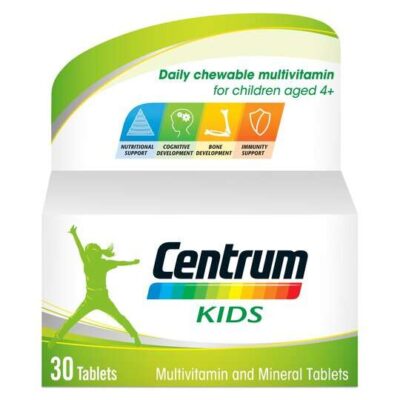 Daily chewable multivitamin
for children aged 4+
NUTRITIONAL
SUPPORT
COGNITIVE
DEVELOPMENT
BONE
DEVELOPMENT
IMMUNITY
SUPPORT
Centrum
KIDS
30 Tablets
Multivitamin and Mineral Tablets